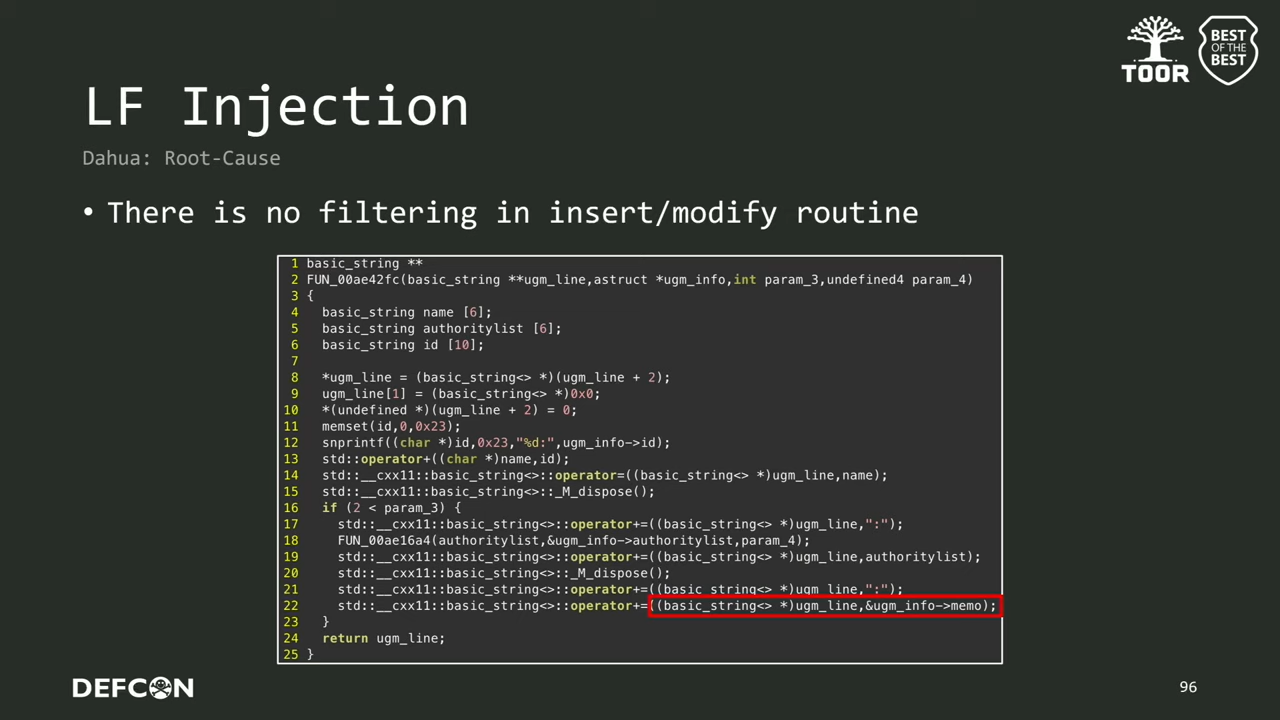 TOOR
BEST
OF THE
BEST
LF Injection
Dahua: Root-Cause
• There is no filtering in insert/modify routine
1 basic_string **
2 FUN_00ae42fc(basic_string **ugm_line,astruct *ugm_info,int param_3,undefined4 param_4)
3 {
4   basic_string name [6];
5   basic_string authoritylist [6];
6   basic_string id [10];
7
8   *ugm_line = (basic_string<> *)(ugm_line + 2);
9   ugm_line[1] = (basic_string<> *)0x0;
10   *(undefined *)(ugm_line + 2) = 0;
11   memset(id,0,0x23);
12   snprintf((char *)id,0x23,"%d:",ugm_info->id);
13   std::operator+((char *)name,id);
14   std::__cxx11::basic_string<>::operator=((basic_string<> *)ugm_line,name);
15   std::__cxx11::basic_string<>::_M_dispose();
16   if (2 < param_3) {
17     std::__cxx11::basic_string<>::operator+=((basic_string<> *)ugm_line,":");
18     FUN_00ae16a4(authoritylist,&ugm_info->authoritylist,param_4);
19     std::__cxx11::basic_string<>::operator+=((basic_string<> *)ugm_line,authoritylist);
20     std::__cxx11::basic_string<>::_M_dispose();
21     std::__cxx11::basic_string<>::operator+=((basic_string<> *)ugm_line,":");
22     std::__cxx11::basic_string<>::operator+=((basic_string<> *)ugm_line,&ugm_info->memo);
23   }
24   return ugm_line;
25 }
DEFCON
96